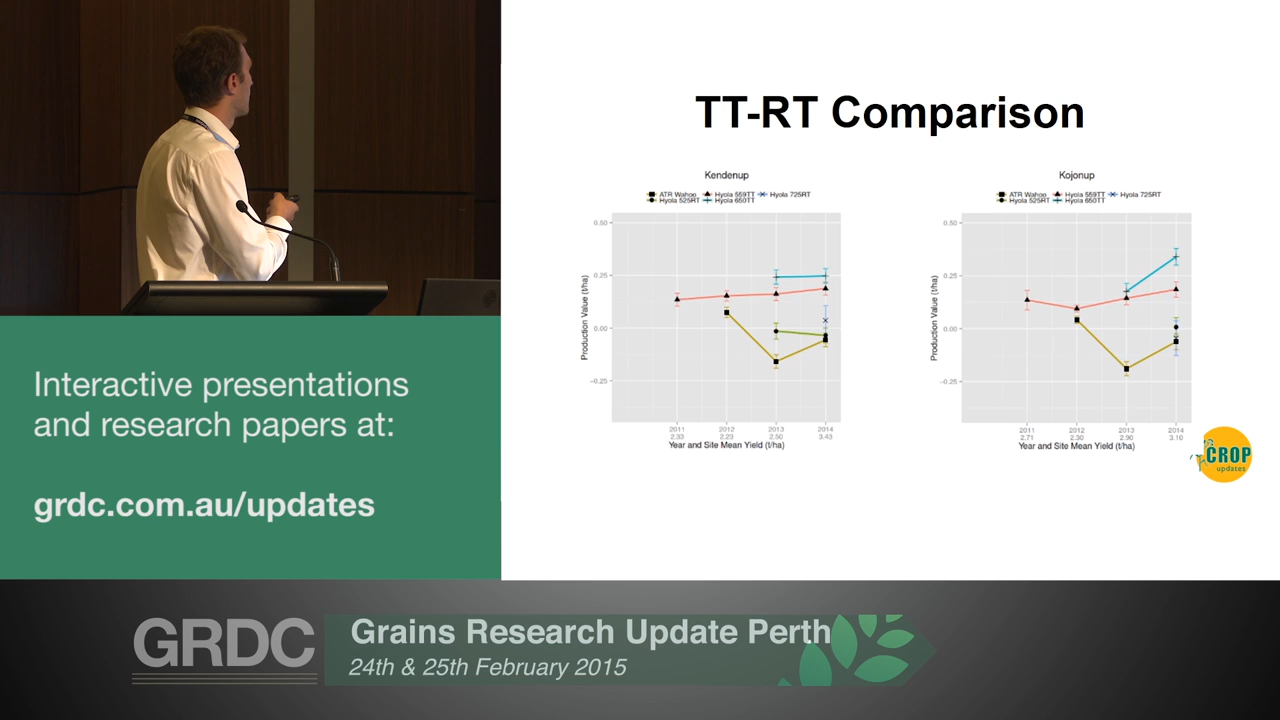 TT-RT Comparison
Kendenup
ATR Wahoo Hyola 559TT Hyola 725RT
Hyola 525RT Hyola 650TT
0.50
0.25
0.00
−0.25
Production Value (t/ha)
2011 2012 2013 2014
2.33 2.23 2.50 3.43
Year and Site Mean Yield (t/ha)
Kojonup
ATR Wahoo Hyola 559TT Hyola 725RT
Hyola 525RT Hyola 650TT
0.50
0.25
0.00
−0.25
Production Value (t/ha)
2011 2012 2013 2014
2.71 2.30 2.90 3.10
Year and Site Mean Yield (t/ha)
CROP
updates
Interactive presentations
and research papers at:
grdc.com.au/updates
GRDC
Grains Research Update Perth
24th & 25th February 2015